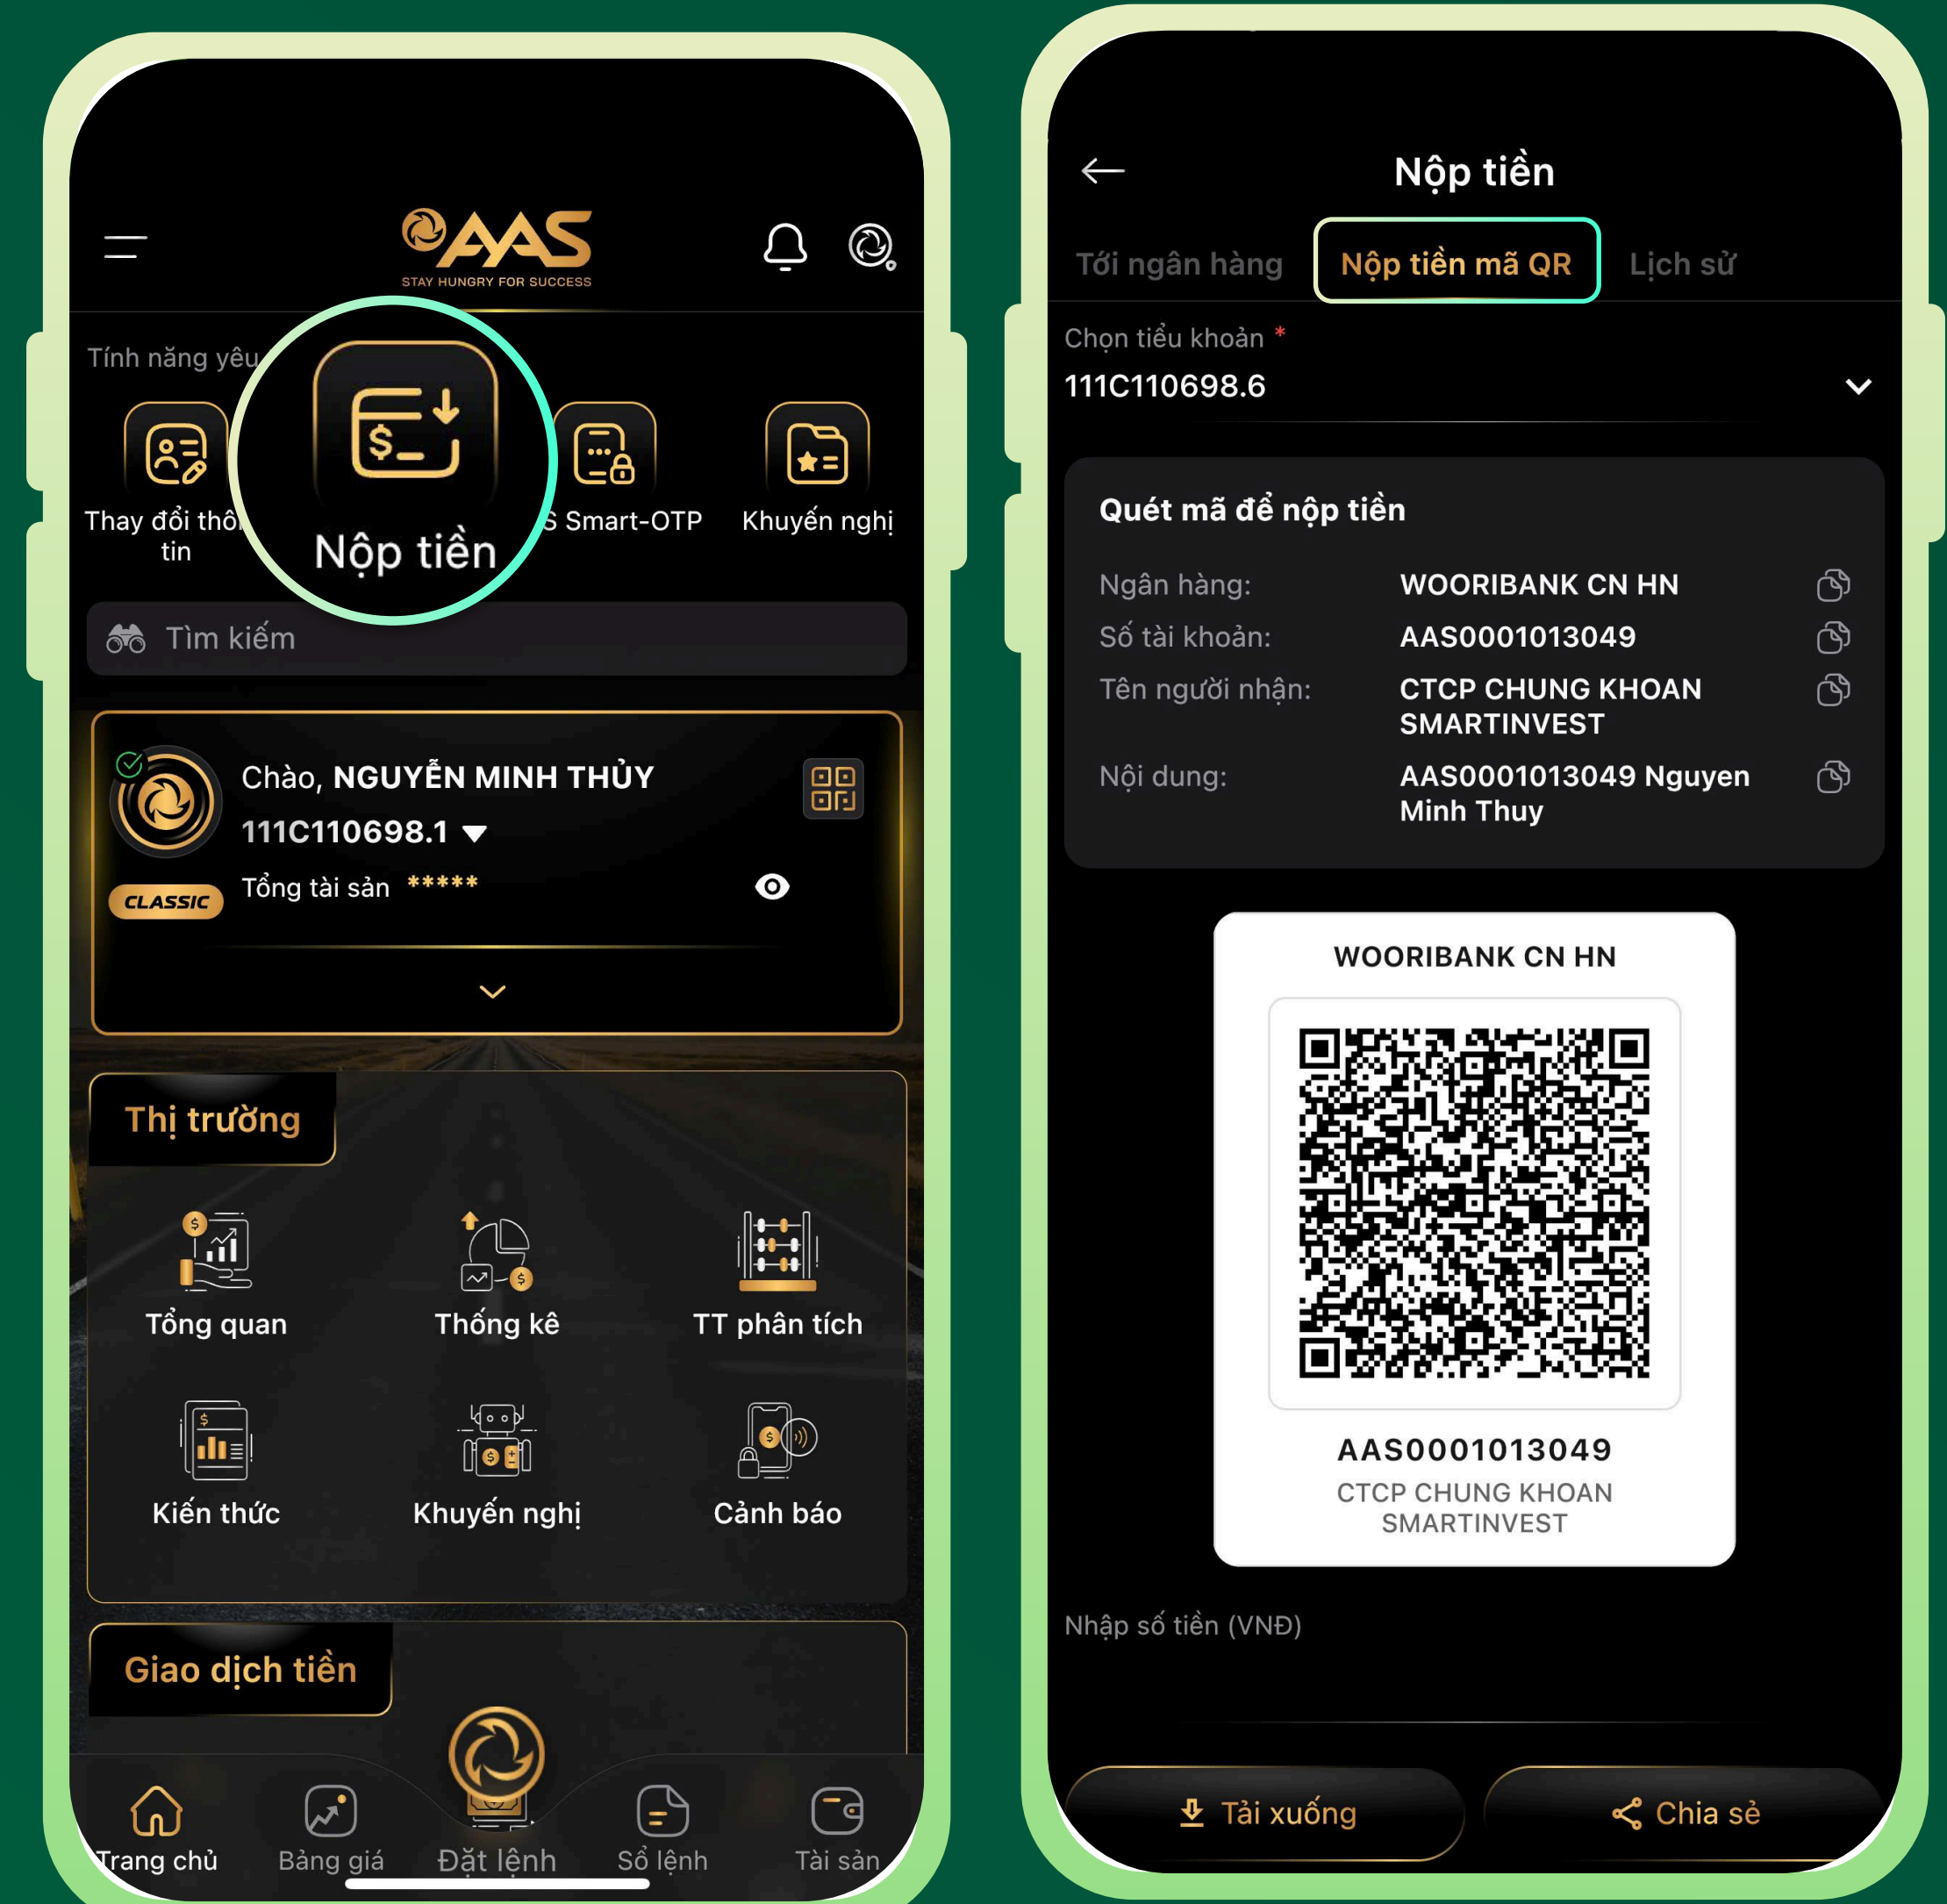 AAS
STAY HUNGRY FOR SUCCESS
Tính năng yêu
Thay đổi thôn
tin
Nộp tiền
S Smart-OTP
Khuyến nghị
Tìm kiếm
Chào, NGUYỄN MINH THỦY
111C110698.1
CLASSIC
Tổng tài sản *****
Thị trường
Tổng quan
Thống kê
TT phân tích
Kiến thức
Khuyến nghị
Cảnh báo
Giao dịch tiền
Trang chủ
Bảng giá
Đặt lệnh
Sổ lệnh
Tài sản
Nộp tiền
Tới ngân hàng
Nộp tiền mã QR
Lịch sử
Chọn tiểu khoản *
111C110698.6
Quét mã để nộp tiền
Ngân hàng: WOORIBANK CN HN
Số tài khoản: AAS0001013049
Tên người nhận: CTCP CHUNG KHOAN
SMARTINVEST
Nội dung: AAS0001013049 Nguyen
Minh Thuy
WOORIBANK CN HN
AAS0001013049
CTCP CHUNG KHOAN
SMARTINVEST
Nhập số tiền (VNĐ)
Tải xuống
Chia sẻ